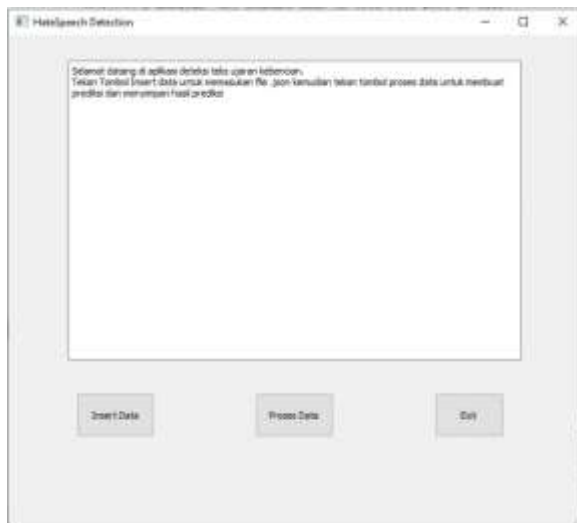 HateSpeech Detection
Selamat datang di aplikasi deteksi teks ujaran kebencian.
Tekan Tombol Insert data untuk memasukan file .json kemudian tekan tombol proses data untuk membuat
prediksi dan menyimpan hasil prediksi
Insert Data
Proses Data
Exit